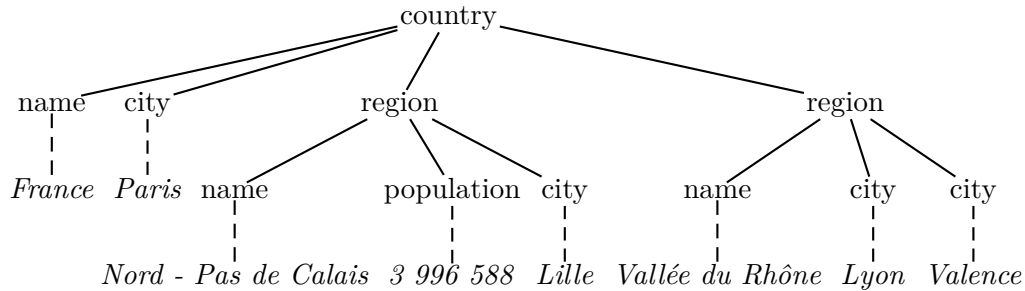 country
name city region region
France Paris name population city name city city
Nord - Pas de Calais 3 996 588 Lille Vallée du Rhône Lyon Valence